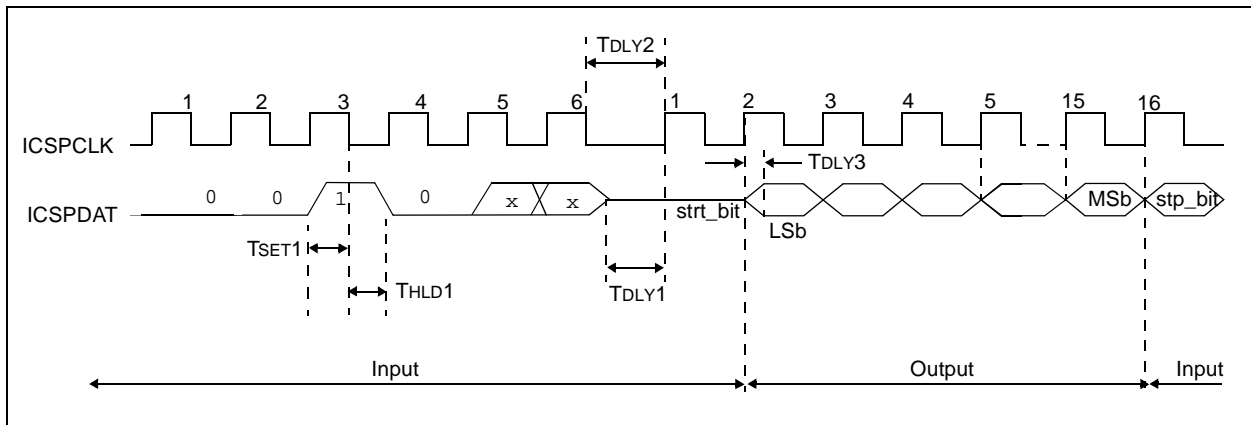 TDLY2
1 2 3 4 5 6 1 2 3 4 5 15 16
ICSPCLK
TDLY3
ICSPDAT
0 0 1 0 x x strt_bit MSb stp_bit
LSb
TSET1
THLD1 TDLY1
Input Output Input